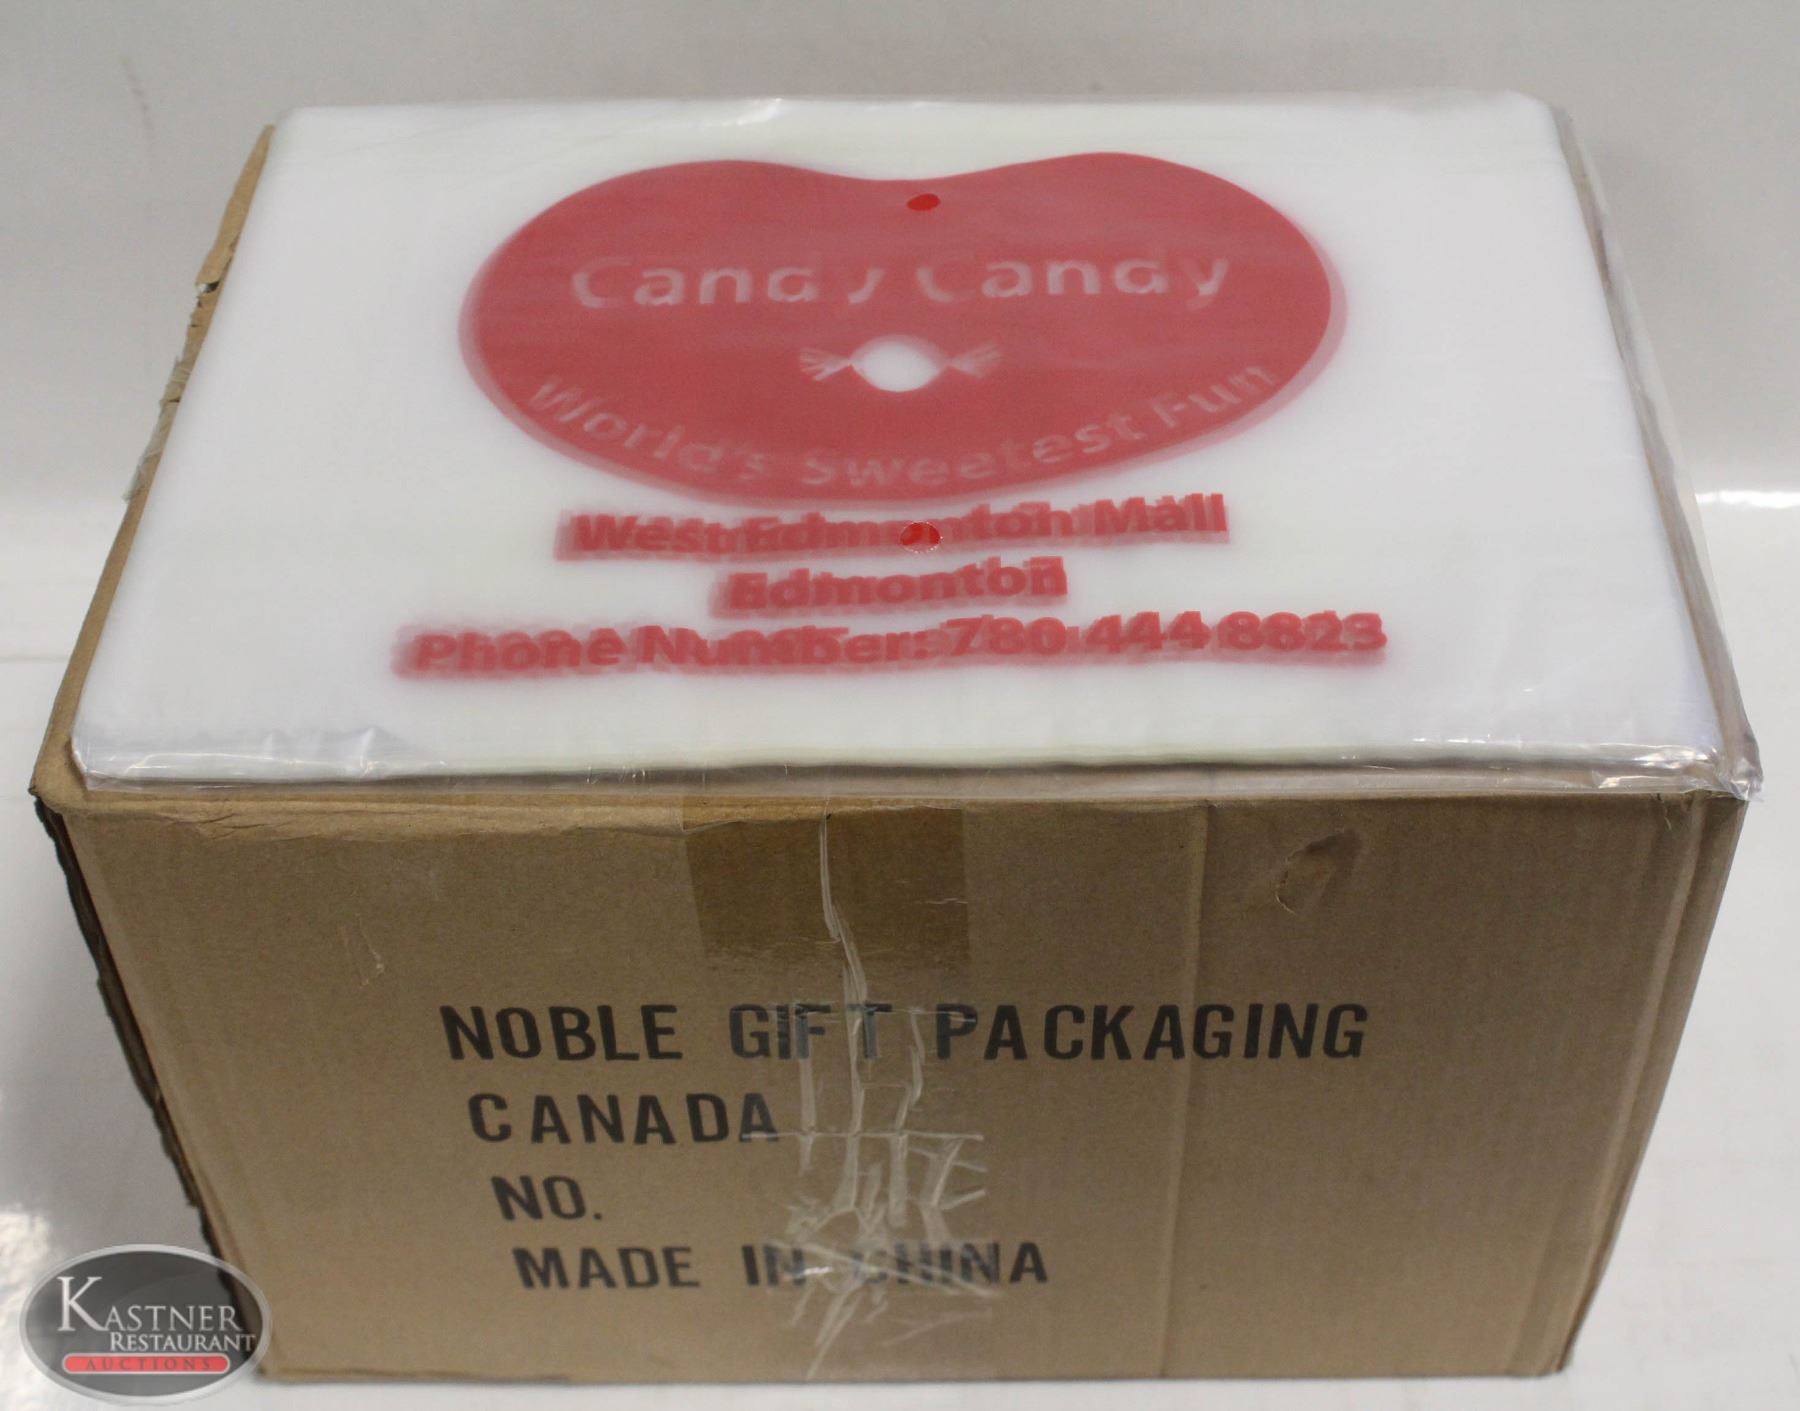 Candy Candy
World's Sweetest Fun
West Edmonton Mall
Edmonton
Phone Number: 780 444 8823
NOBLE GIFT PACKAGING
CANADA
NO.
MADE IN CHINA
KASTNER
RESTAURANT
AUCTIONS